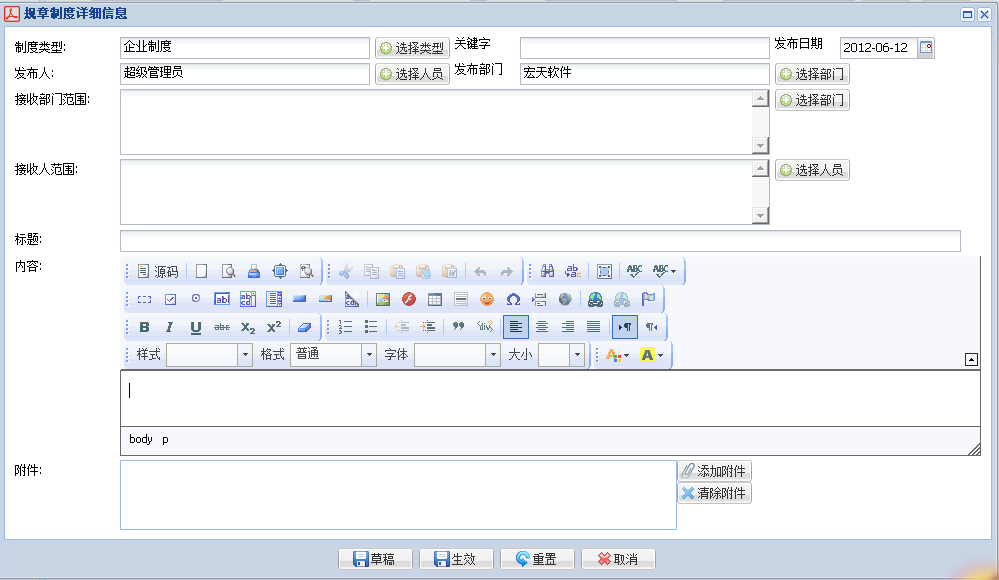 规章制度详细信息
制度类型: 企业制度 选择类型 关键字 发布日期 2012-06-12
发布人: 超级管理员 选择人员 发布部门 宏天软件 选择部门
接收部门范围: 选择部门
接收人范围: 选择人员
标题:
内容: 源码
B I U abc X₂ X²
样式 格式 普通 字体 大小
body p
附件: 添加附件
清除附件
草稿 生效 重置 取消